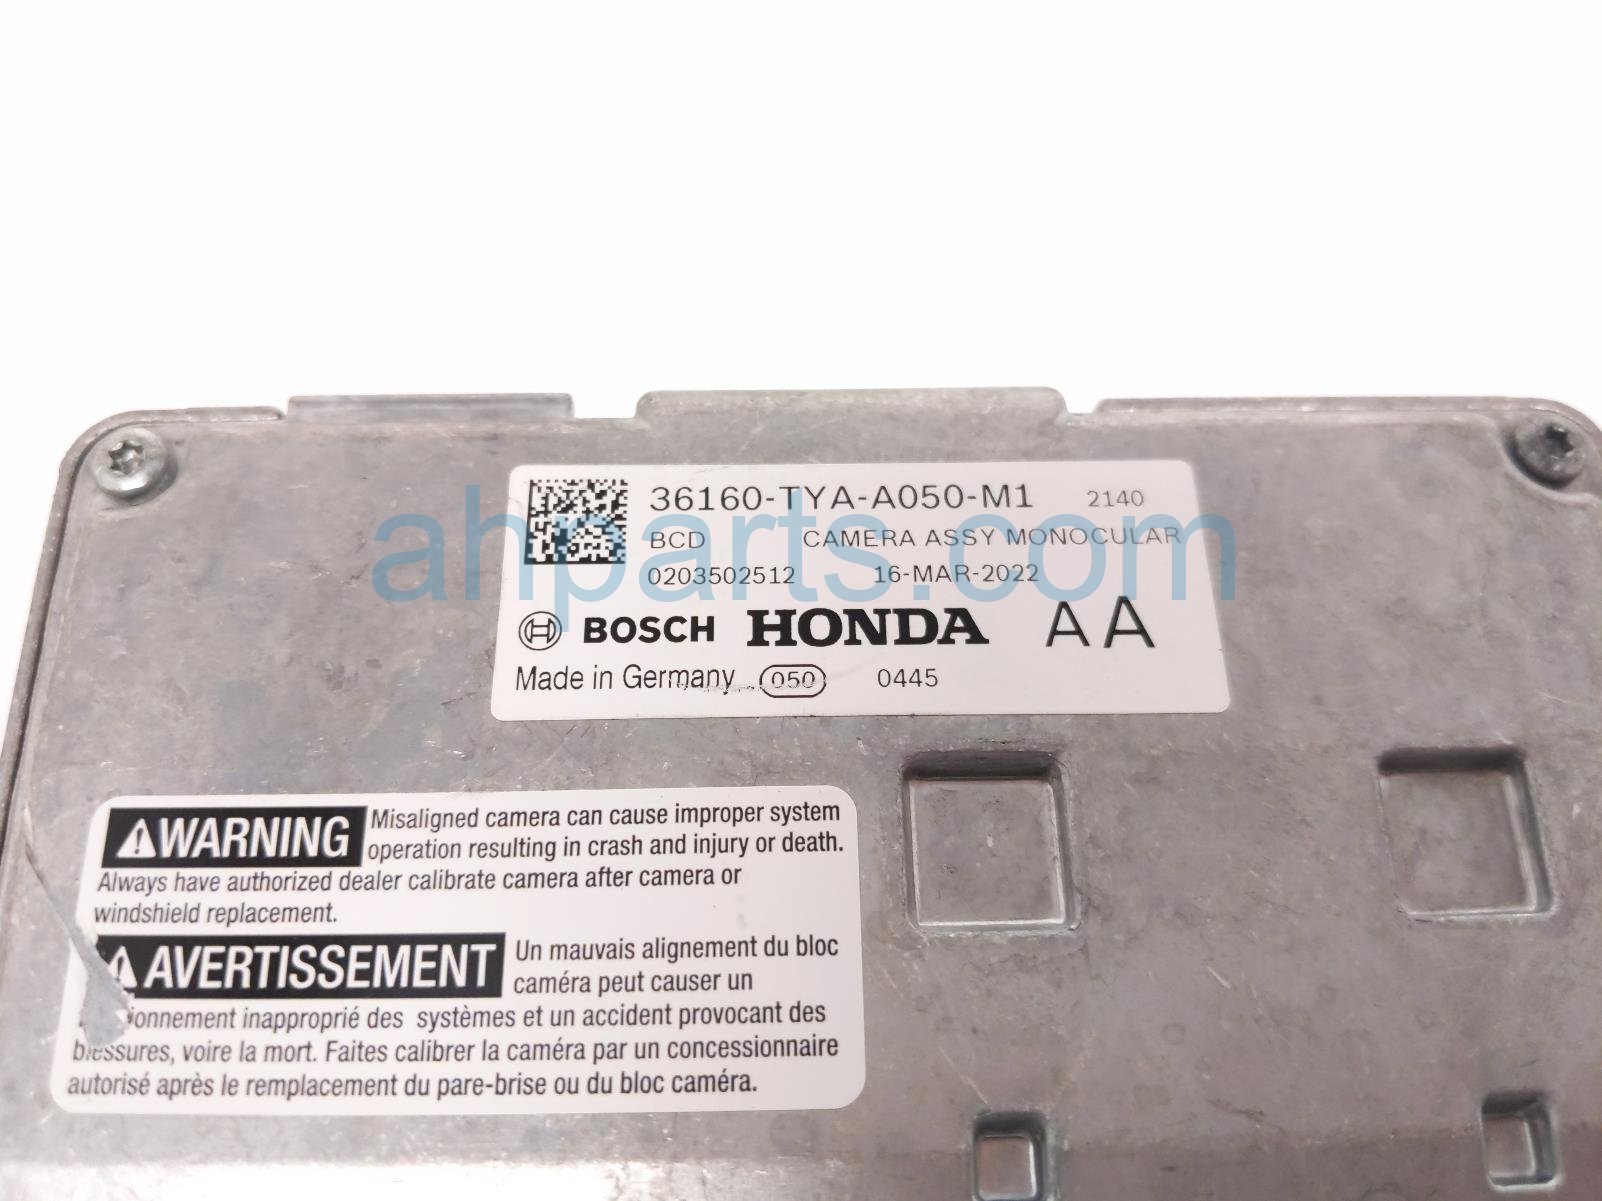 36160-TYA-A050-M1 2140
BCD CAMERA ASSY MONOCULAR
0203502512 16-MAR-2022
BOSCH HONDA AA
Made in Germany 050 0445
ahparts.com
WARNING Misaligned camera can cause improper system
operation resulting in crash and injury or death.
Always have authorized dealer calibrate camera after camera or
windshield replacement.
AVERTISSEMENT Un mauvais alignement du bloc
caméra peut causer un
inapproprié des systèmes et un accident provocant des
blessures, voire la mort. Faites calibrer la caméra par un concessionnaire
autorisé après le remplacement du pare-brise ou du bloc caméra.